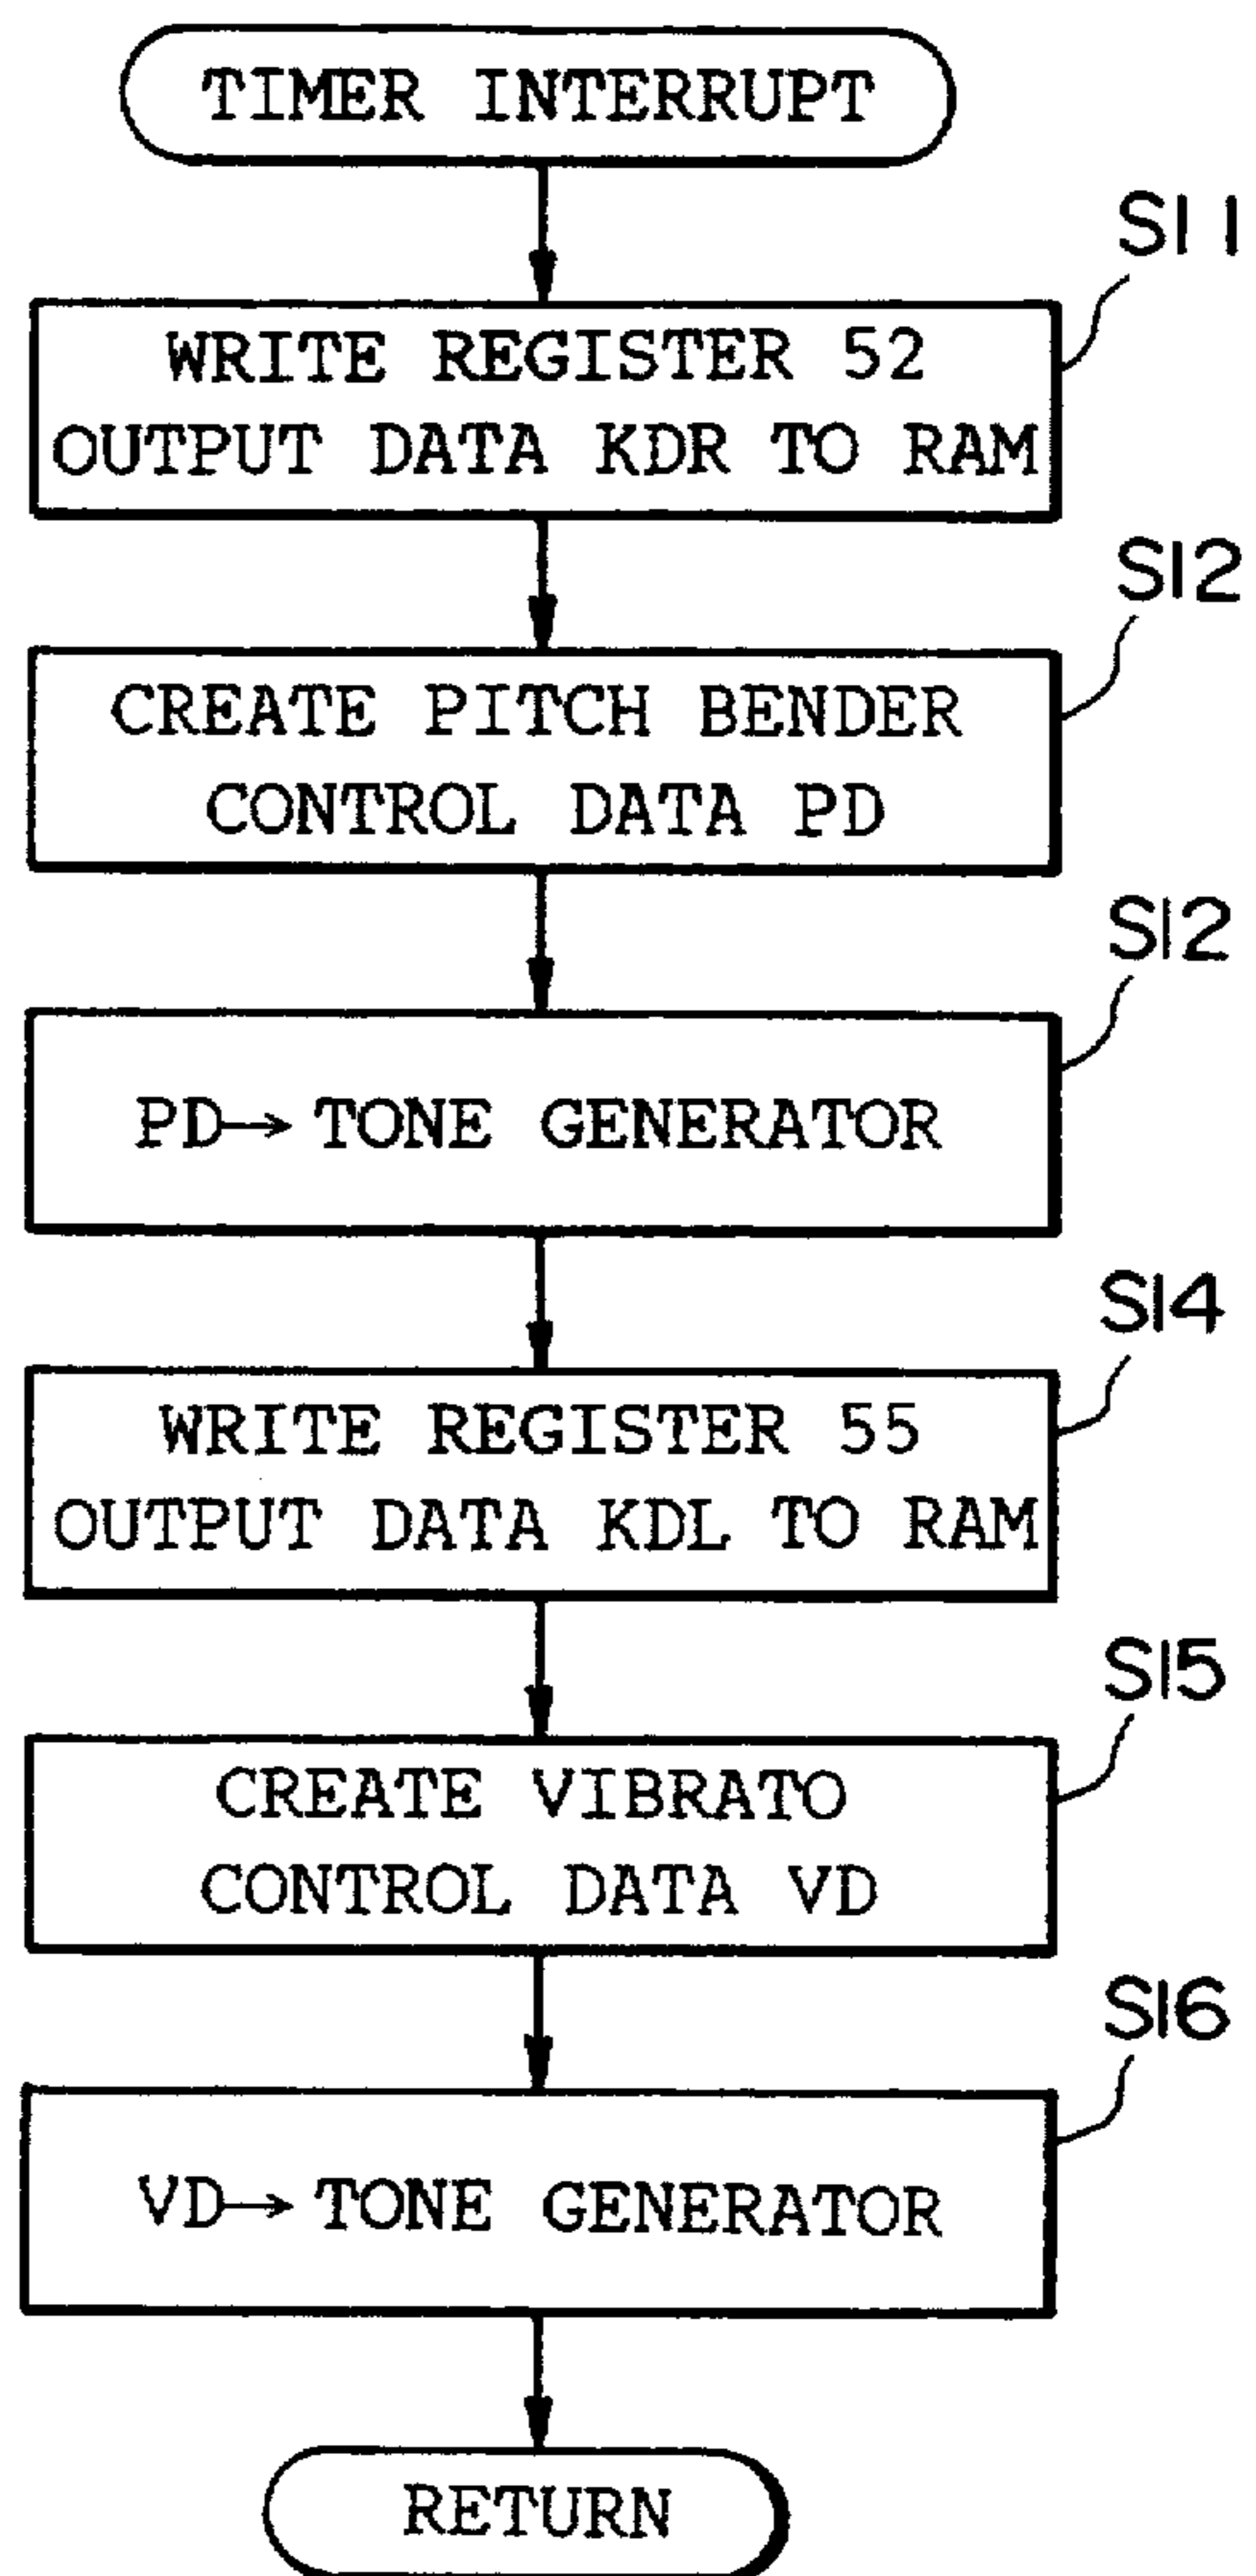 TIMER INTERRUPT
S11
WRITE REGISTER 52
OUTPUT DATA KDR TO RAM
S12
CREATE PITCH BENDER
CONTROL DATA PD
S12
PD→ TONE GENERATOR
S14
WRITE REGISTER 55
OUTPUT DATA KDL TO RAM
S15
CREATE VIBRATO
CONTROL DATA VD
S16
VD→ TONE GENERATOR
RETURN